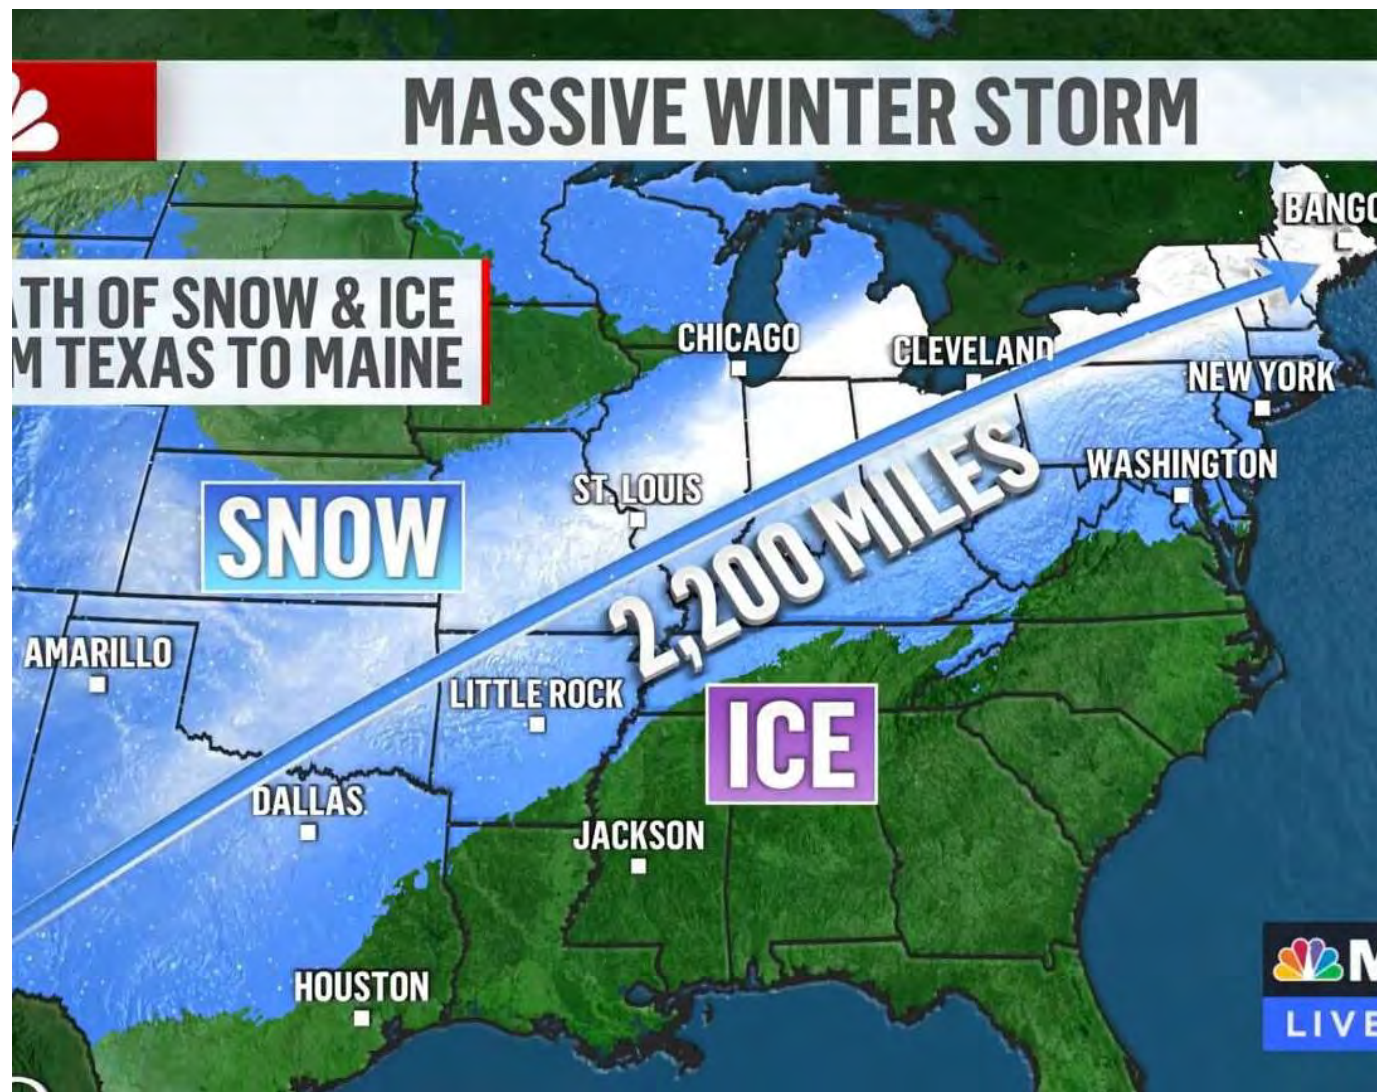 MASSIVE WINTER STORM
BANGO
TH OF SNOW & ICE
M TEXAS TO MAINE
CHICAGO
CLEVELAND
NEW YORK
WASHINGTON
ST. LOUIS
SNOW
2,200 MILES
AMARILLO
LITTLE ROCK
ICE
DALLAS
JACKSON
HOUSTON
M
LIVE